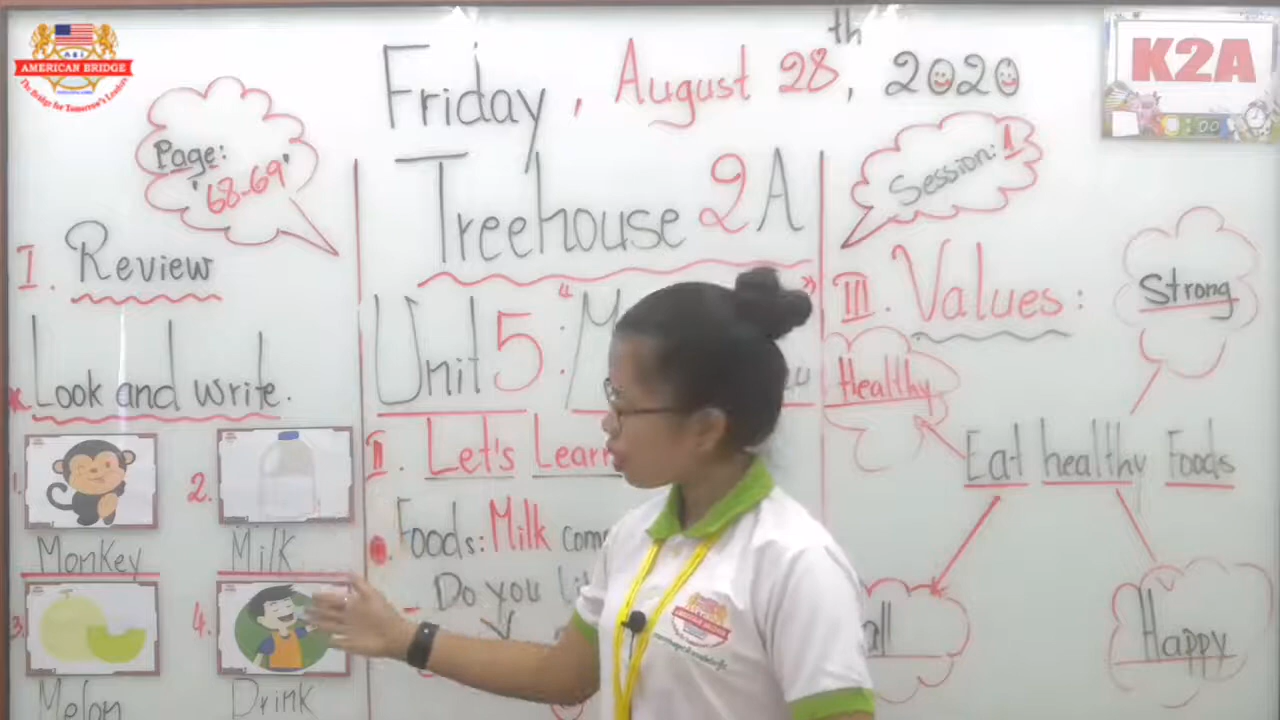 AMERICAN BRIDGE
The Bridge for Tomorrow's Leaders
K2A
Friday, August 28th, 2020
Treehouse 2A
Page:
"68-69"
Session: 1
I. Review
Look and write.
1.
Monkey
2.
Milk
3.
Melon
4.
Drink
Unit 5: "
II. Let's Learn
Foods: Milk
Do you
III. Values:
Strong
Healthy
Eat healthy Foods
Happy
AMERICAN BRIDGE